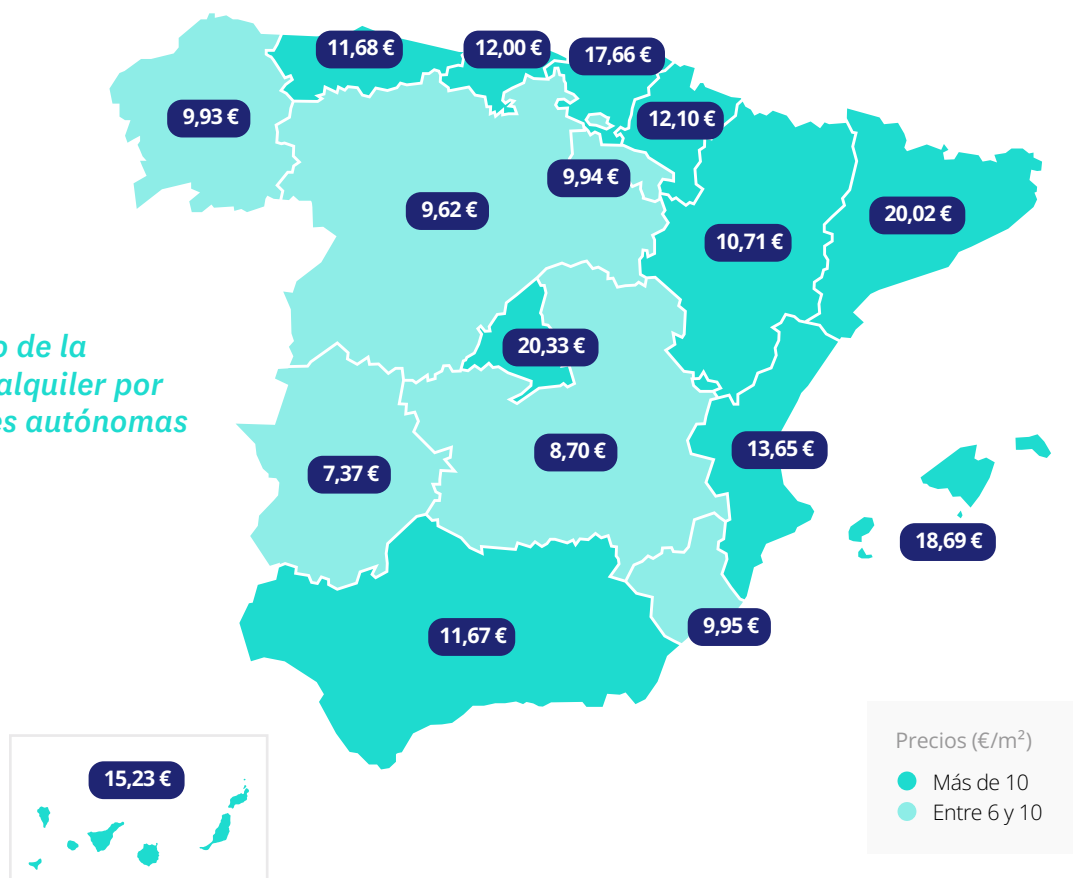 11,68 €
12,00 €
17,66 €
9,93 €
12,10 €
9,94 €
9,62 €
20,02 €
10,71 €
de la
20,33 €
alquiler por
autónomas
8,70 €
13,65 €
7,37 €
18,69 €
9,95 €
11,67 €
Precios (€/m²)
15,23 €
Más de 10
Entre 6 y 10